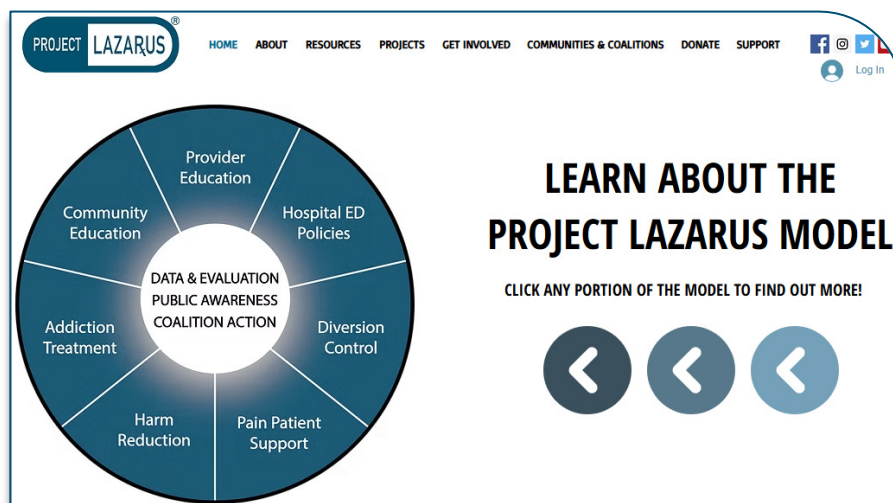 PROJECT LAZARUS®
HOME ABOUT RESOURCES PROJECTS GET INVOLVED COMMUNITIES & COALITIONS DONATE SUPPORT
Log In
Provider
Education
Hospital ED
Policies
Community
Education
DATA & EVALUATION
PUBLIC AWARENESS
COALITION ACTION
Addiction
Treatment
Diversion
Control
Harm
Reduction
Pain Patient
Support
LEARN ABOUT THE
PROJECT LAZARUS MODEL
CLICK ANY PORTION OF THE MODEL TO FIND OUT MORE!